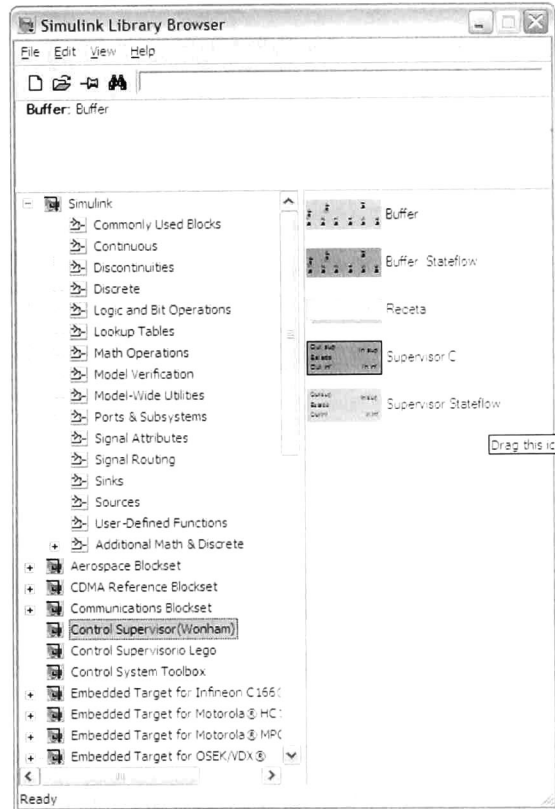 Simulink Library Browser
File Edit View Help
Buffer: Buffer
Simulink
Commonly Used Blocks
Continuous
Discontinuities
Discrete
Logic and Bit Operations
Lookup Tables
Math Operations
Model Verification
Model-Wide Utilities
Ports & Subsystems
Signal Attributes
Signal Routing
Sinks
Sources
User-Defined Functions
Additional Math & Discrete
Aerospace Blockset
CDMA Reference Blockset
Communications Blockset
Control Supervisor(Wonham)
Control Supervisorio Lego
Control System Toolbox
Embedded Target for Infineon C166
Embedded Target for Motorola® HC
Embedded Target for Motorola® MPC
Embedded Target for OSEK/VDX®
Buffer
Buffer Stateflow
Receta
Supervisor C
Supervisor Stateflow
Drag this
Ready